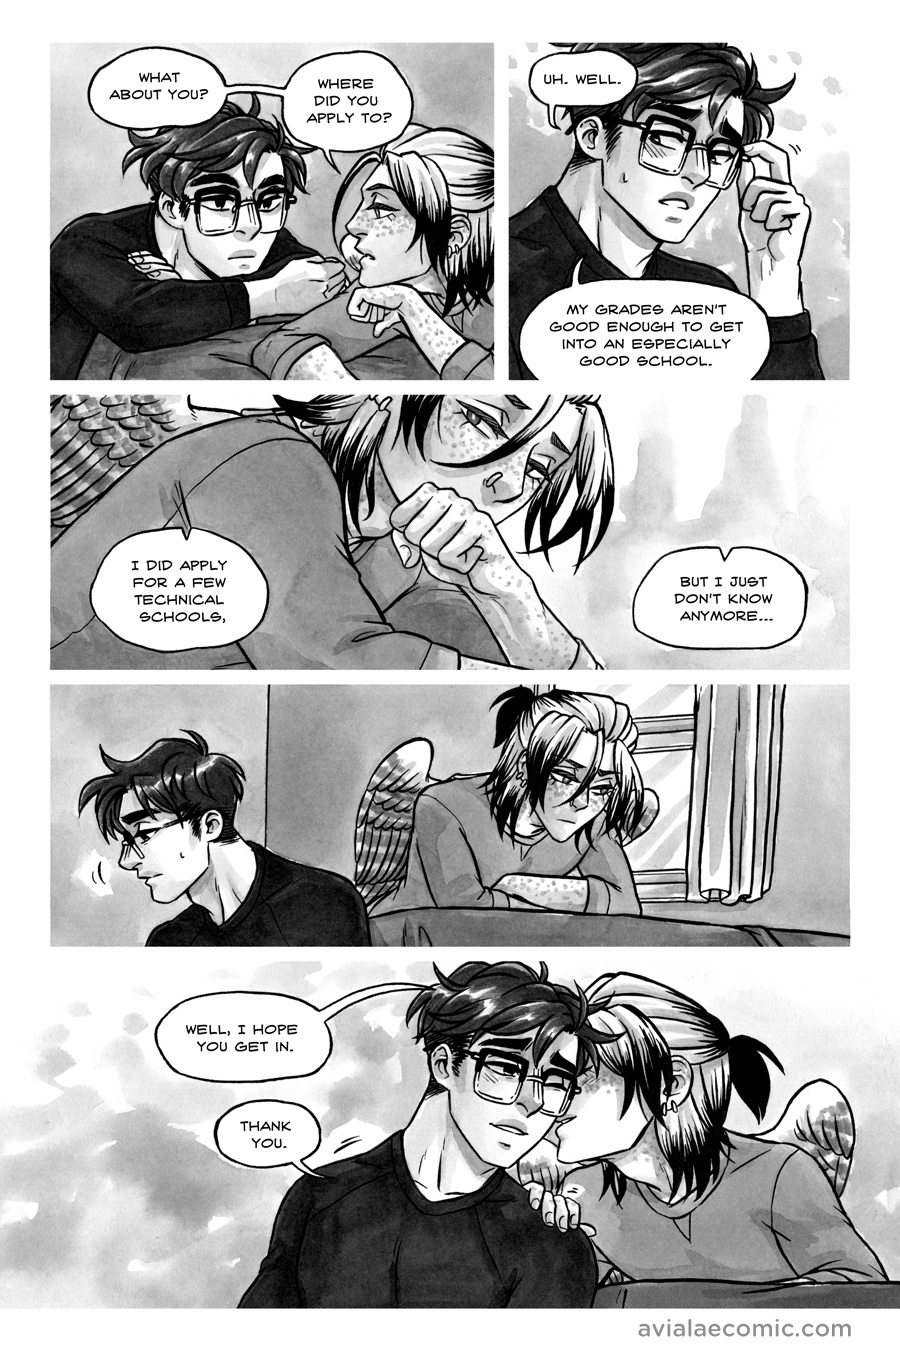 WHAT
ABOUT YOU?
WHERE
DID YOU
APPLY TO?
UH. WELL.
MY GRADES AREN'T
GOOD ENOUGH TO GET
INTO AN ESPECIALLY
GOOD SCHOOL.
I DID APPLY
FOR A FEW
TECHNICAL
SCHOOLS,
BUT I JUST
DON'T KNOW
ANYMORE...
WELL, I HOPE
YOU GET IN.
THANK
YOU.
avialaecomic.com